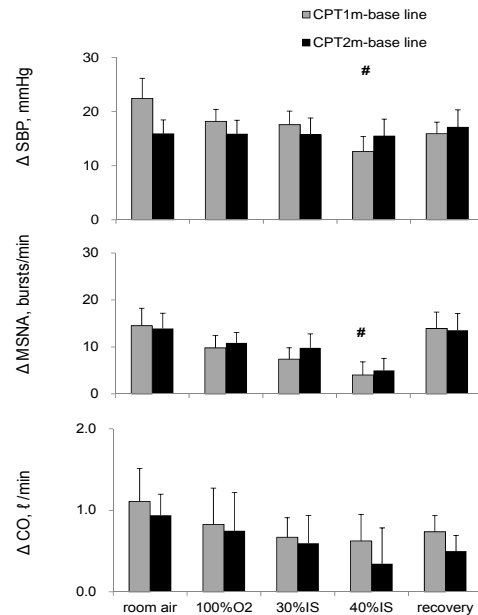 CPT1m-base line
CPT2m-base line
Δ SBP, mmHg
30
20
10
0
#
Δ MSNA, bursts/min
30
20
10
0
#
Δ CO, ℓ /min
2.0
1.0
0.0
room air 100%O2 30%IS 40%IS recovery